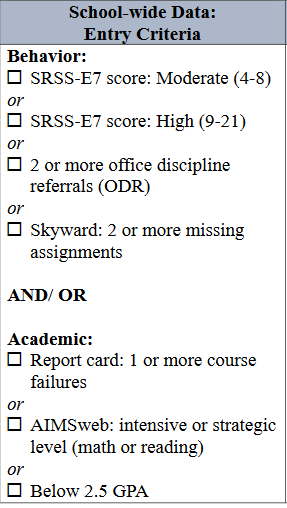 School-wide Data:
Entry Criteria
Behavior:
☐ SRSS-E7 score: Moderate (4-8)
or
☐ SRSS-E7 score: High (9-21)
or
☐ 2 or more office discipline
referrals (ODR)
or
☐ Skyward: 2 or more missing
assignments
AND/ OR
Academic:
☐ Report card: 1 or more course
failures
or
☐ AIMSweb: intensive or strategic
level (math or reading)
or
☐ Below 2.5 GPA